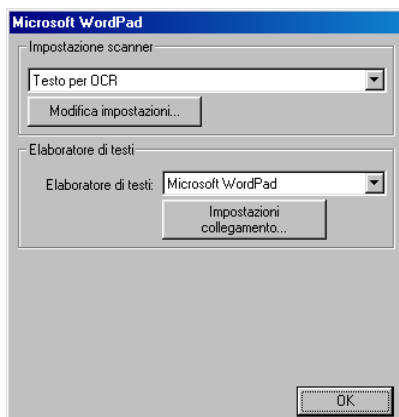 Microsoft WordPad
Impostazione scanner
Testo per OCR
Modifica impostazioni...
Elaboratore di testi
Elaboratore di testi: Microsoft WordPad
Impostazioni
collegamento...
OK